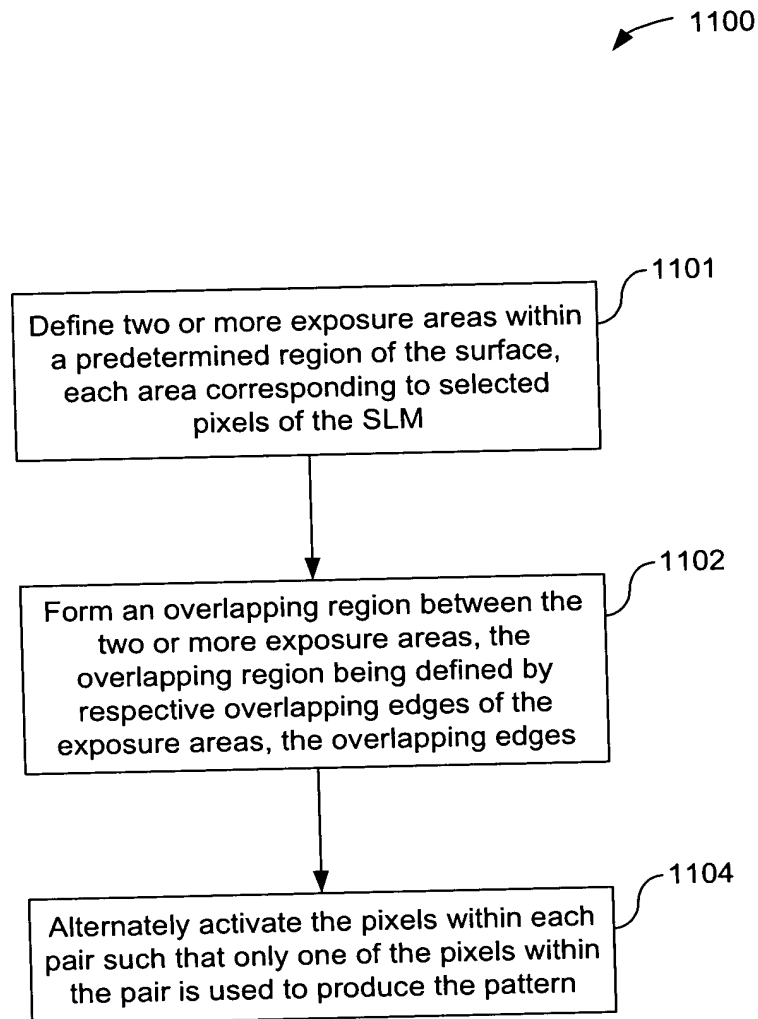 1100
1101
Define two or more exposure areas within
a predetermined region of the surface,
each area corresponding to selected
pixels of the SLM
1102
Form an overlapping region between the
two or more exposure areas, the
overlapping region being defined by
respective overlapping edges of the
exposure areas, the overlapping edges
1104
Alternately activate the pixels within each
pair such that only one of the pixels within
the pair is used to produce the pattern